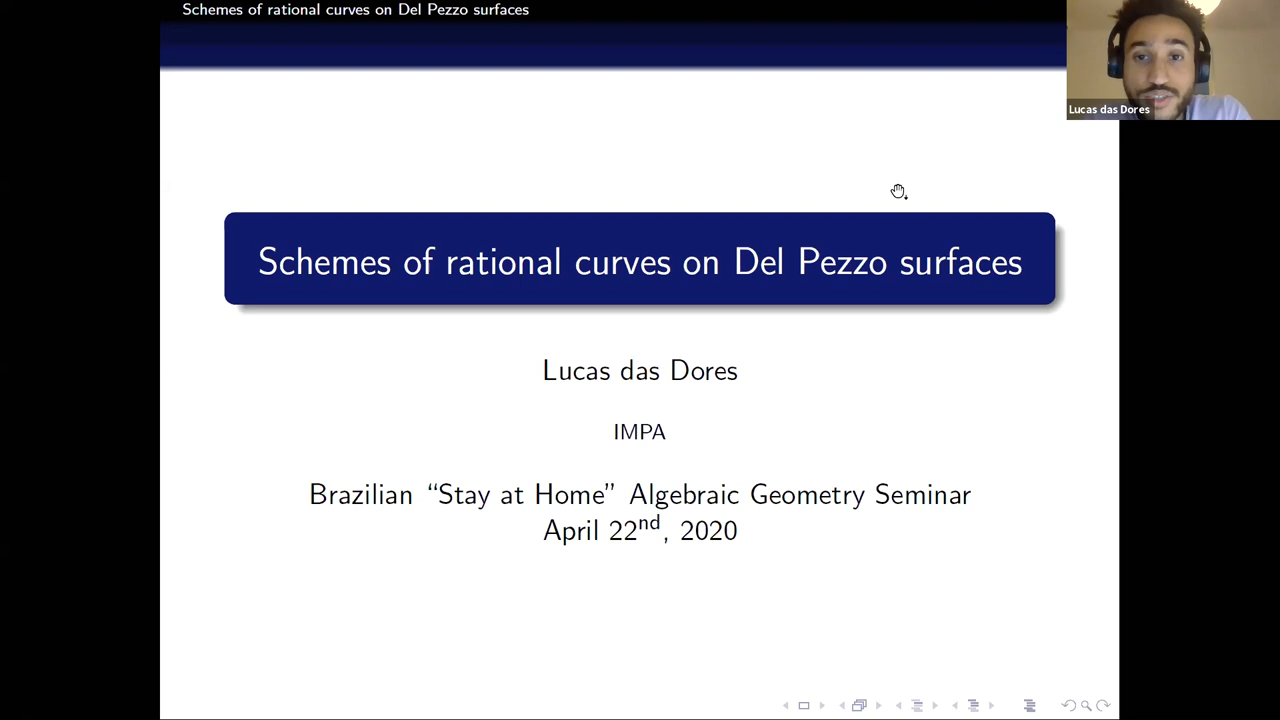 Schemes of rational curves on Del Pezzo surfaces
Lucas das Dores
Schemes of rational curves on Del Pezzo surfaces
Lucas das Dores
IMPA
Brazilian “Stay at Home” Algebraic Geometry Seminar
April 22nd, 2020